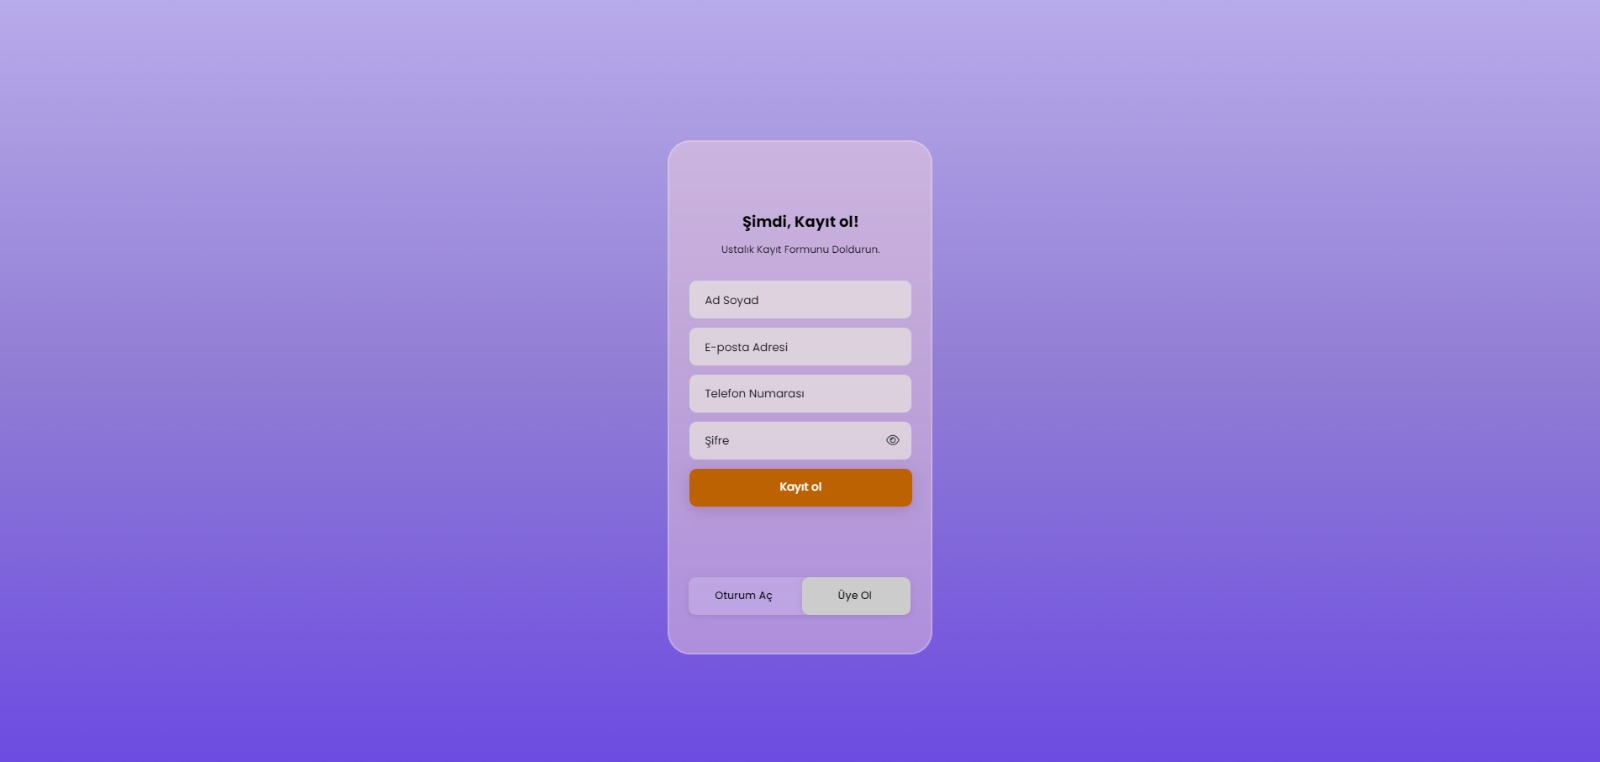 Şimdi, Kayıt ol!
Ustalık Kayıt Formunu Doldurun.
Ad Soyad
E-posta Adresi
Telefon Numarası
Şifre
Kayıt ol
Oturum Aç
Üye Ol